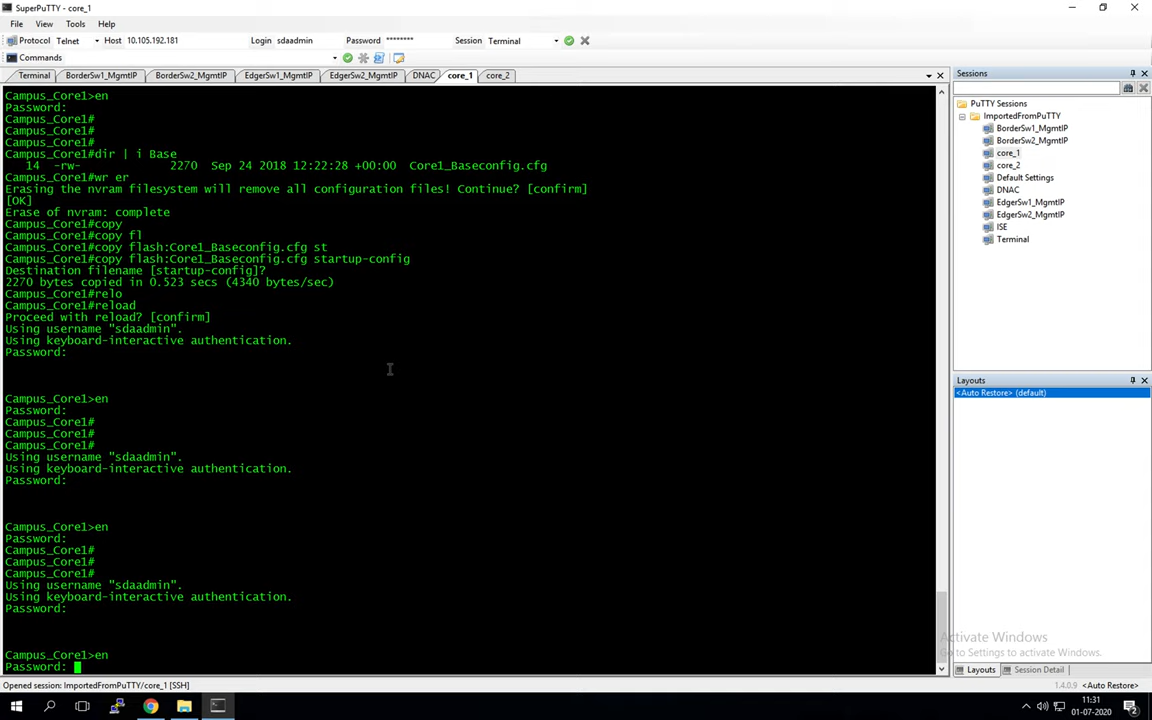 SuperPuTTY - core_1
File View Tools Help
Protocol Telnet Host 10.105.192.181 Login sdaadmin Password ******** Session Terminal
Commands
Terminal BorderSw1_MgmtIP BorderSw2_MgmtIP EdgerSw1_MgmtIP EdgerSw2_MgmtIP DNAC core_1 core_2
Campus_Core1>en
Password:
Campus_Core1#
Campus_Core1#
Campus_Core1#
Campus_Core1#dir | i Base
14 -rw- 2270 Sep 24 2018 12:22:28 +00:00 Core1_Baseconfig.cfg
Campus_Core1#wr er
Erasing the nvram filesystem will remove all configuration files! Continue? [confirm]
[OK]
Erase of nvram: complete
Campus_Core1#copy
Campus_Core1#copy fl
Campus_Core1#copy flash:Core1_Baseconfig.cfg st
Campus_Core1#copy flash:Core1_Baseconfig.cfg startup-config
Destination filename [startup-config]?
2270 bytes copied in 0.523 secs (4340 bytes/sec)
Campus_Core1#relo
Campus_Core1#reload
Proceed with reload? [confirm]
Using username "sdaadmin".
Using keyboard-interactive authentication.
Password:
Campus_Core1>en
Password:
Campus_Core1#
Campus_Core1#
Campus_Core1#
Using username "sdaadmin".
Using keyboard-interactive authentication.
Password:
Campus_Core1>en
Password:
Campus_Core1#
Campus_Core1#
Campus_Core1#
Using username "sdaadmin".
Using keyboard-interactive authentication.
Password:
Campus_Core1>en
Password:
Sessions
PuTTY Sessions
ImportedFromPuTTY
BorderSw1_MgmtIP
BorderSw2_MgmtIP
core_1
core_2
Default Settings
DNAC
EdgerSw1_MgmtIP
EdgerSw2_MgmtIP
ISE
Terminal
Layouts
<Auto Restore> (default)
Activate Windows
Go to Settings to activate Windows.
Layouts Session Detail
Opened session: ImportedFromPuTTY/core_1 [SSH] 1.4.0.9 <Auto Restore>
11:31
01-07-2020
2